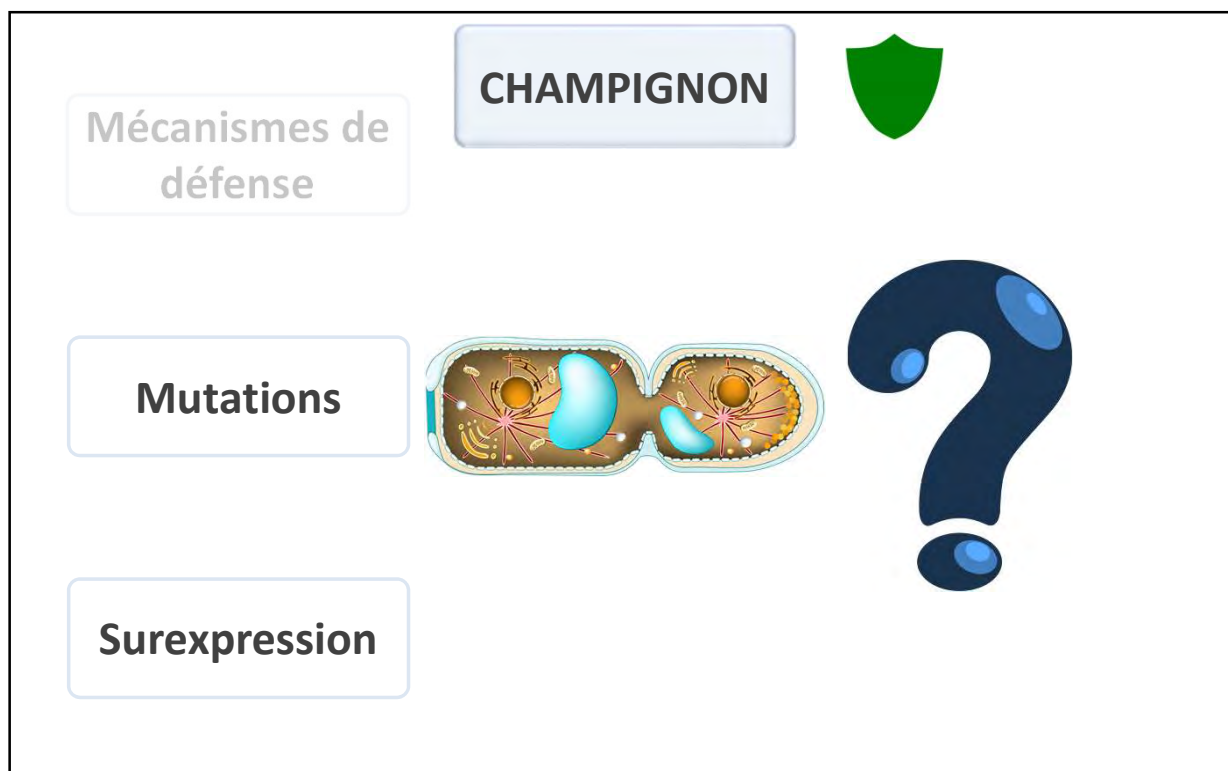 CHAMPIGNON
Mécanismes de
défense
Mutations
Surexpression